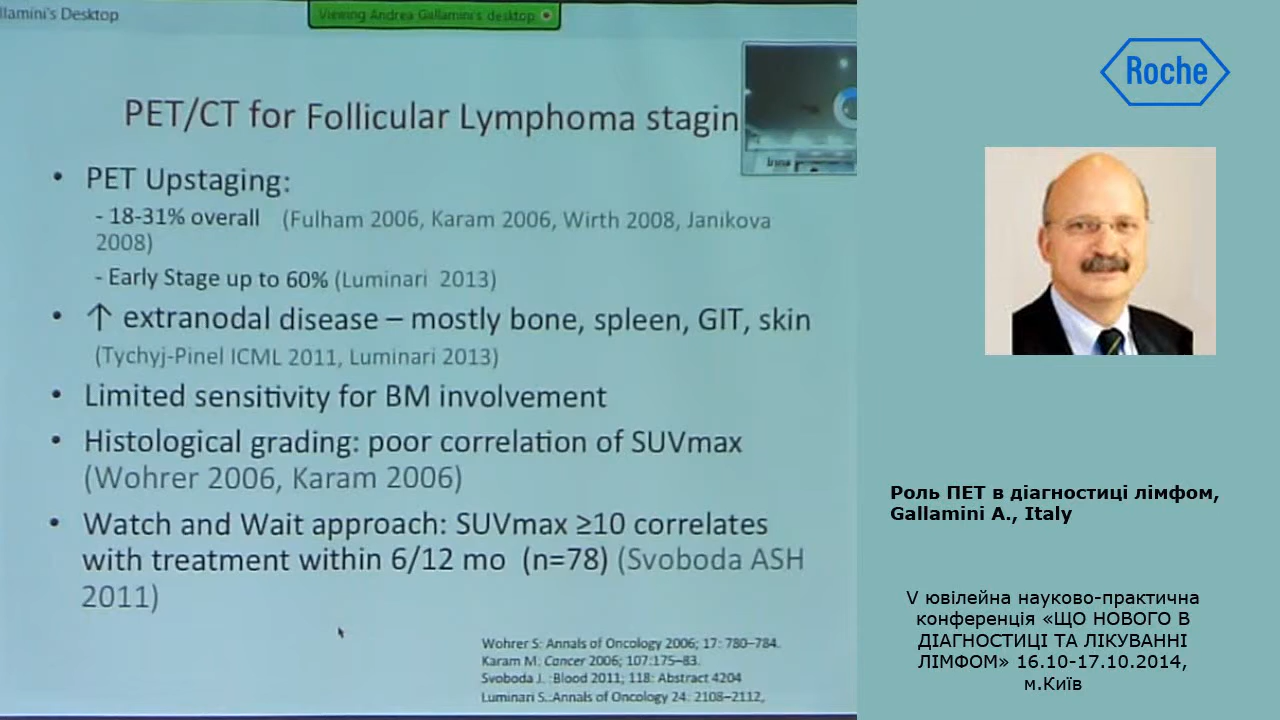 llamini's Desktop
Viewing Andrea Gallamini's desktop
PET/CT for Follicular Lymphoma stagin
Irina
• PET Upstaging:
- 18-31% overall (Fulham 2006, Karam 2006, Wirth 2008, Janikova
2008)
- Early Stage up to 60% (Luminari 2013)
• ↑ extranodal disease – mostly bone, spleen, GIT, skin
(Tychyj-Pinel ICML 2011, Luminari 2013)
• Limited sensitivity for BM involvement
• Histological grading: poor correlation of SUVmax
(Wohrer 2006, Karam 2006)
• Watch and Wait approach: SUVmax ≥10 correlates
with treatment within 6/12 mo (n=78) (Svoboda ASH
2011)
Wohrer S: Annals of Oncology 2006; 17: 780–784.
Karam M: Cancer 2006; 107:175–83.
Svoboda J. :Blood 2011; 118: Abstract 4204
Luminari S.:Annals of Oncology 24: 2108–2112,
Roche
Роль ПЕТ в діагностиці лімфом,
Gallamini A., Italy
V ювілейна науково-практична
конференція «ЩО НОВОГО В
ДІАГНОСТИЦІ ТА ЛІКУВАННІ
ЛІМФОМ» 16.10-17.10.2014,
м.Київ